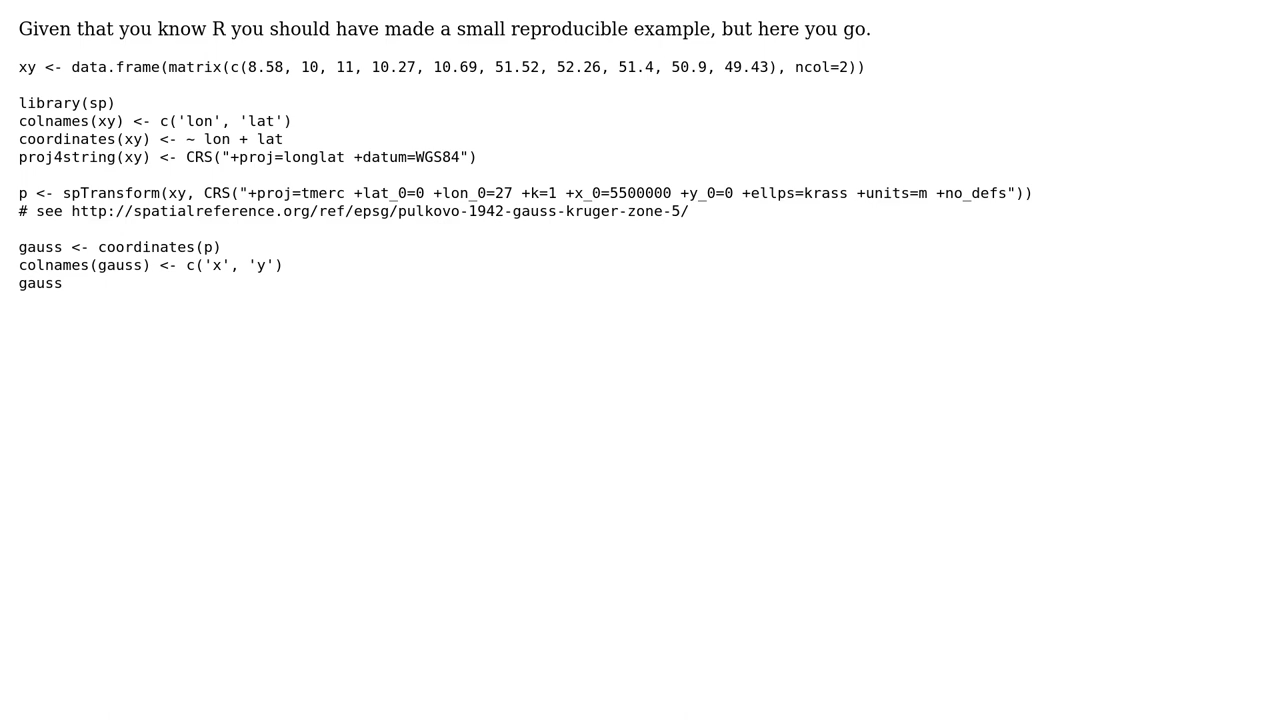 Given that you know R you should have made a small reproducible example, but here you go.
xy <- data.frame(matrix(c(8.58, 10, 11, 10.27, 10.69, 51.52, 52.26, 51.4, 50.9, 49.43), ncol=2))
library(sp)
colnames(xy) <- c('lon', 'lat')
coordinates(xy) <- ~ lon + lat
proj4string(xy) <- CRS("+proj=longlat +datum=WGS84")
p <- spTransform(xy, CRS("+proj=tmerc +lat_0=0 +lon_0=27 +k=1 +x_0=5500000 +y_0=0 +ellps=krass +units=m +no_defs"))
# see http://spatialreference.org/ref/epsg/pulkovo-1942-gauss-kruger-zone-5/
gauss <- coordinates(p)
colnames(gauss) <- c('x', 'y')
gauss